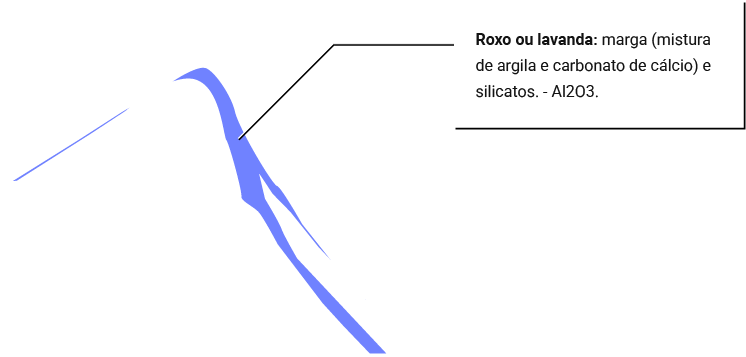 Roxo ou lavanda: marga (mistura
de argila e carbonato de cálcio) e
silicatos. - Al2O3.